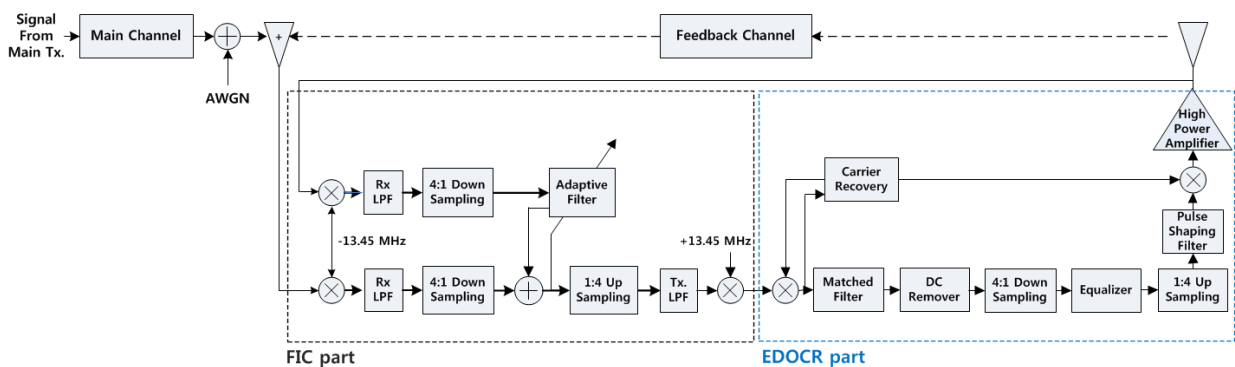 Signal
From
Main Tx.
Main Channel
+
AWGN
Feedback Channel
High
Power
Amplifier
Rx
LPF
4:1 Down
Sampling
Adaptive
Filter
Carrier
Recovery
Pulse
Shaping
Filter
-13.45 MHz
+13.45 MHz
Rx
LPF
4:1 Down
Sampling
1:4 Up
Sampling
Tx.
LPF
Matched
Filter
DC
Remover
4:1 Down
Sampling
Equalizer
1:4 Up
Sampling
FIC part
EDOCR part